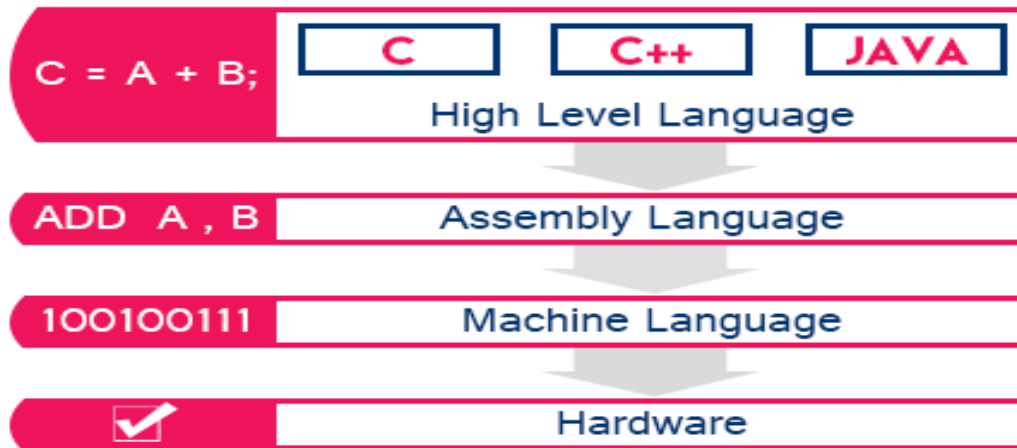 C = A + B;
C C++ JAVA
High Level Language
ADD A , B
Assembly Language
100100111
Machine Language
Hardware